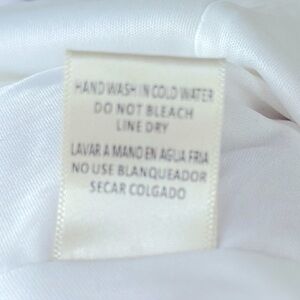 HAND WASH IN COLD WATER
DO NOT BLEACH
LINE DRY
LAVAR A MANO EN AGUA FRIA
NO USE BLANQUEADOR
SECAR COLGADO